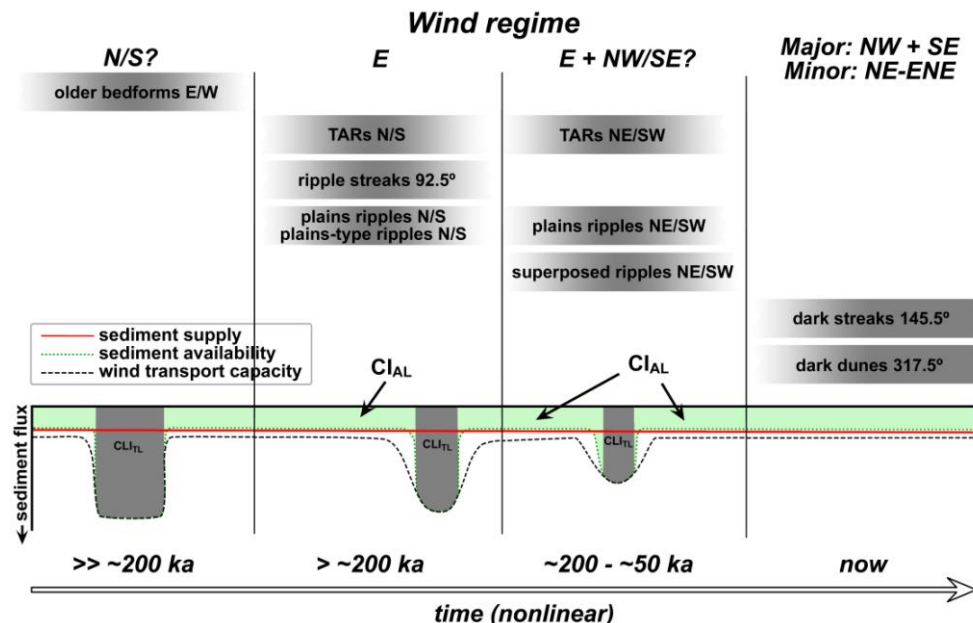 Wind regime
N/S?
E
E + NW/SE?
Major: NW + SE
Minor: NE-ENE
older bedforms E/W
TARs N/S
TARs NE/SW
ripple streaks 92.5º
plains ripples N/S
plains-type ripples N/S
plains ripples NE/SW
superposed ripples NE/SW
dark streaks 145.5º
dark dunes 317.5º
sediment supply
sediment availability
wind transport capacity
CIAL
CIAL
CLITL
CLITL
CLITL
sediment flux
>> ~200 ka
> ~200 ka
~200 - ~50 ka
now
time (nonlinear)